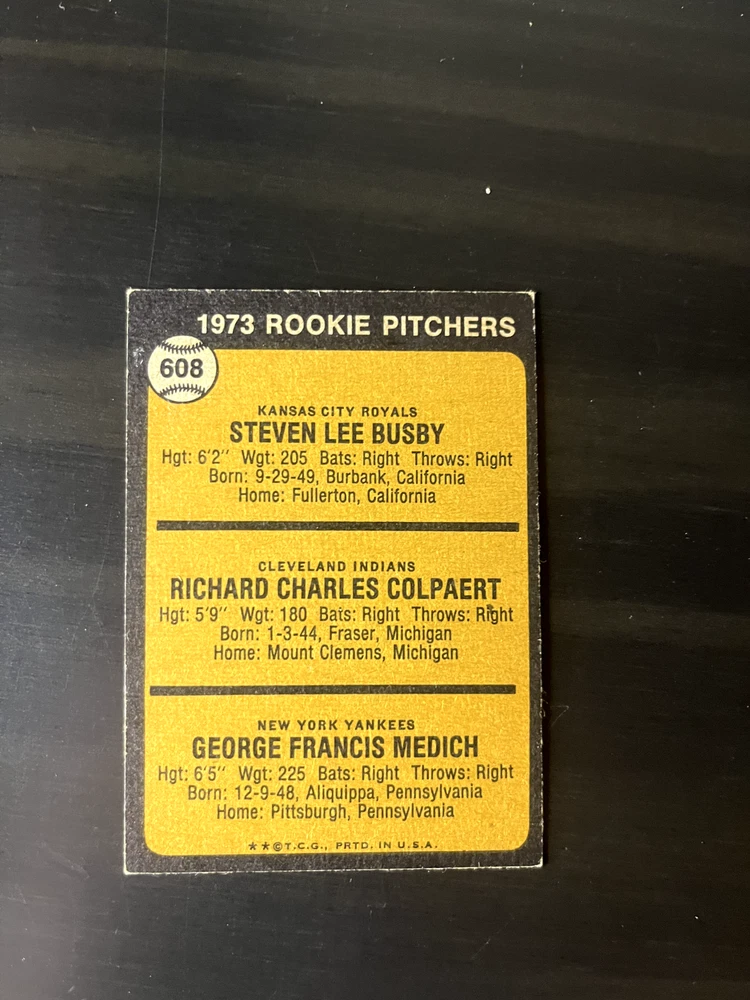 1973 ROOKIE PITCHERS
608
KANSAS CITY ROYALS
STEVEN LEE BUSBY
Hgt: 6'2" Wgt: 205 Bats: Right Throws: Right
Born: 9-29-49, Burbank, California
Home: Fullerton, California
CLEVELAND INDIANS
RICHARD CHARLES COLPAERT
Hgt: 5'9" Wgt: 180 Bats: Right Throws: Right
Born: 1-3-44, Fraser, Michigan
Home: Mount Clemens, Michigan
NEW YORK YANKEES
GEORGE FRANCIS MEDICH
Hgt: 6'5" Wgt: 225 Bats: Right Throws: Right
Born: 12-9-48, Aliquippa, Pennsylvania
Home: Pittsburgh, Pennsylvania
**©T.C.G., PRTD. IN U.S.A.